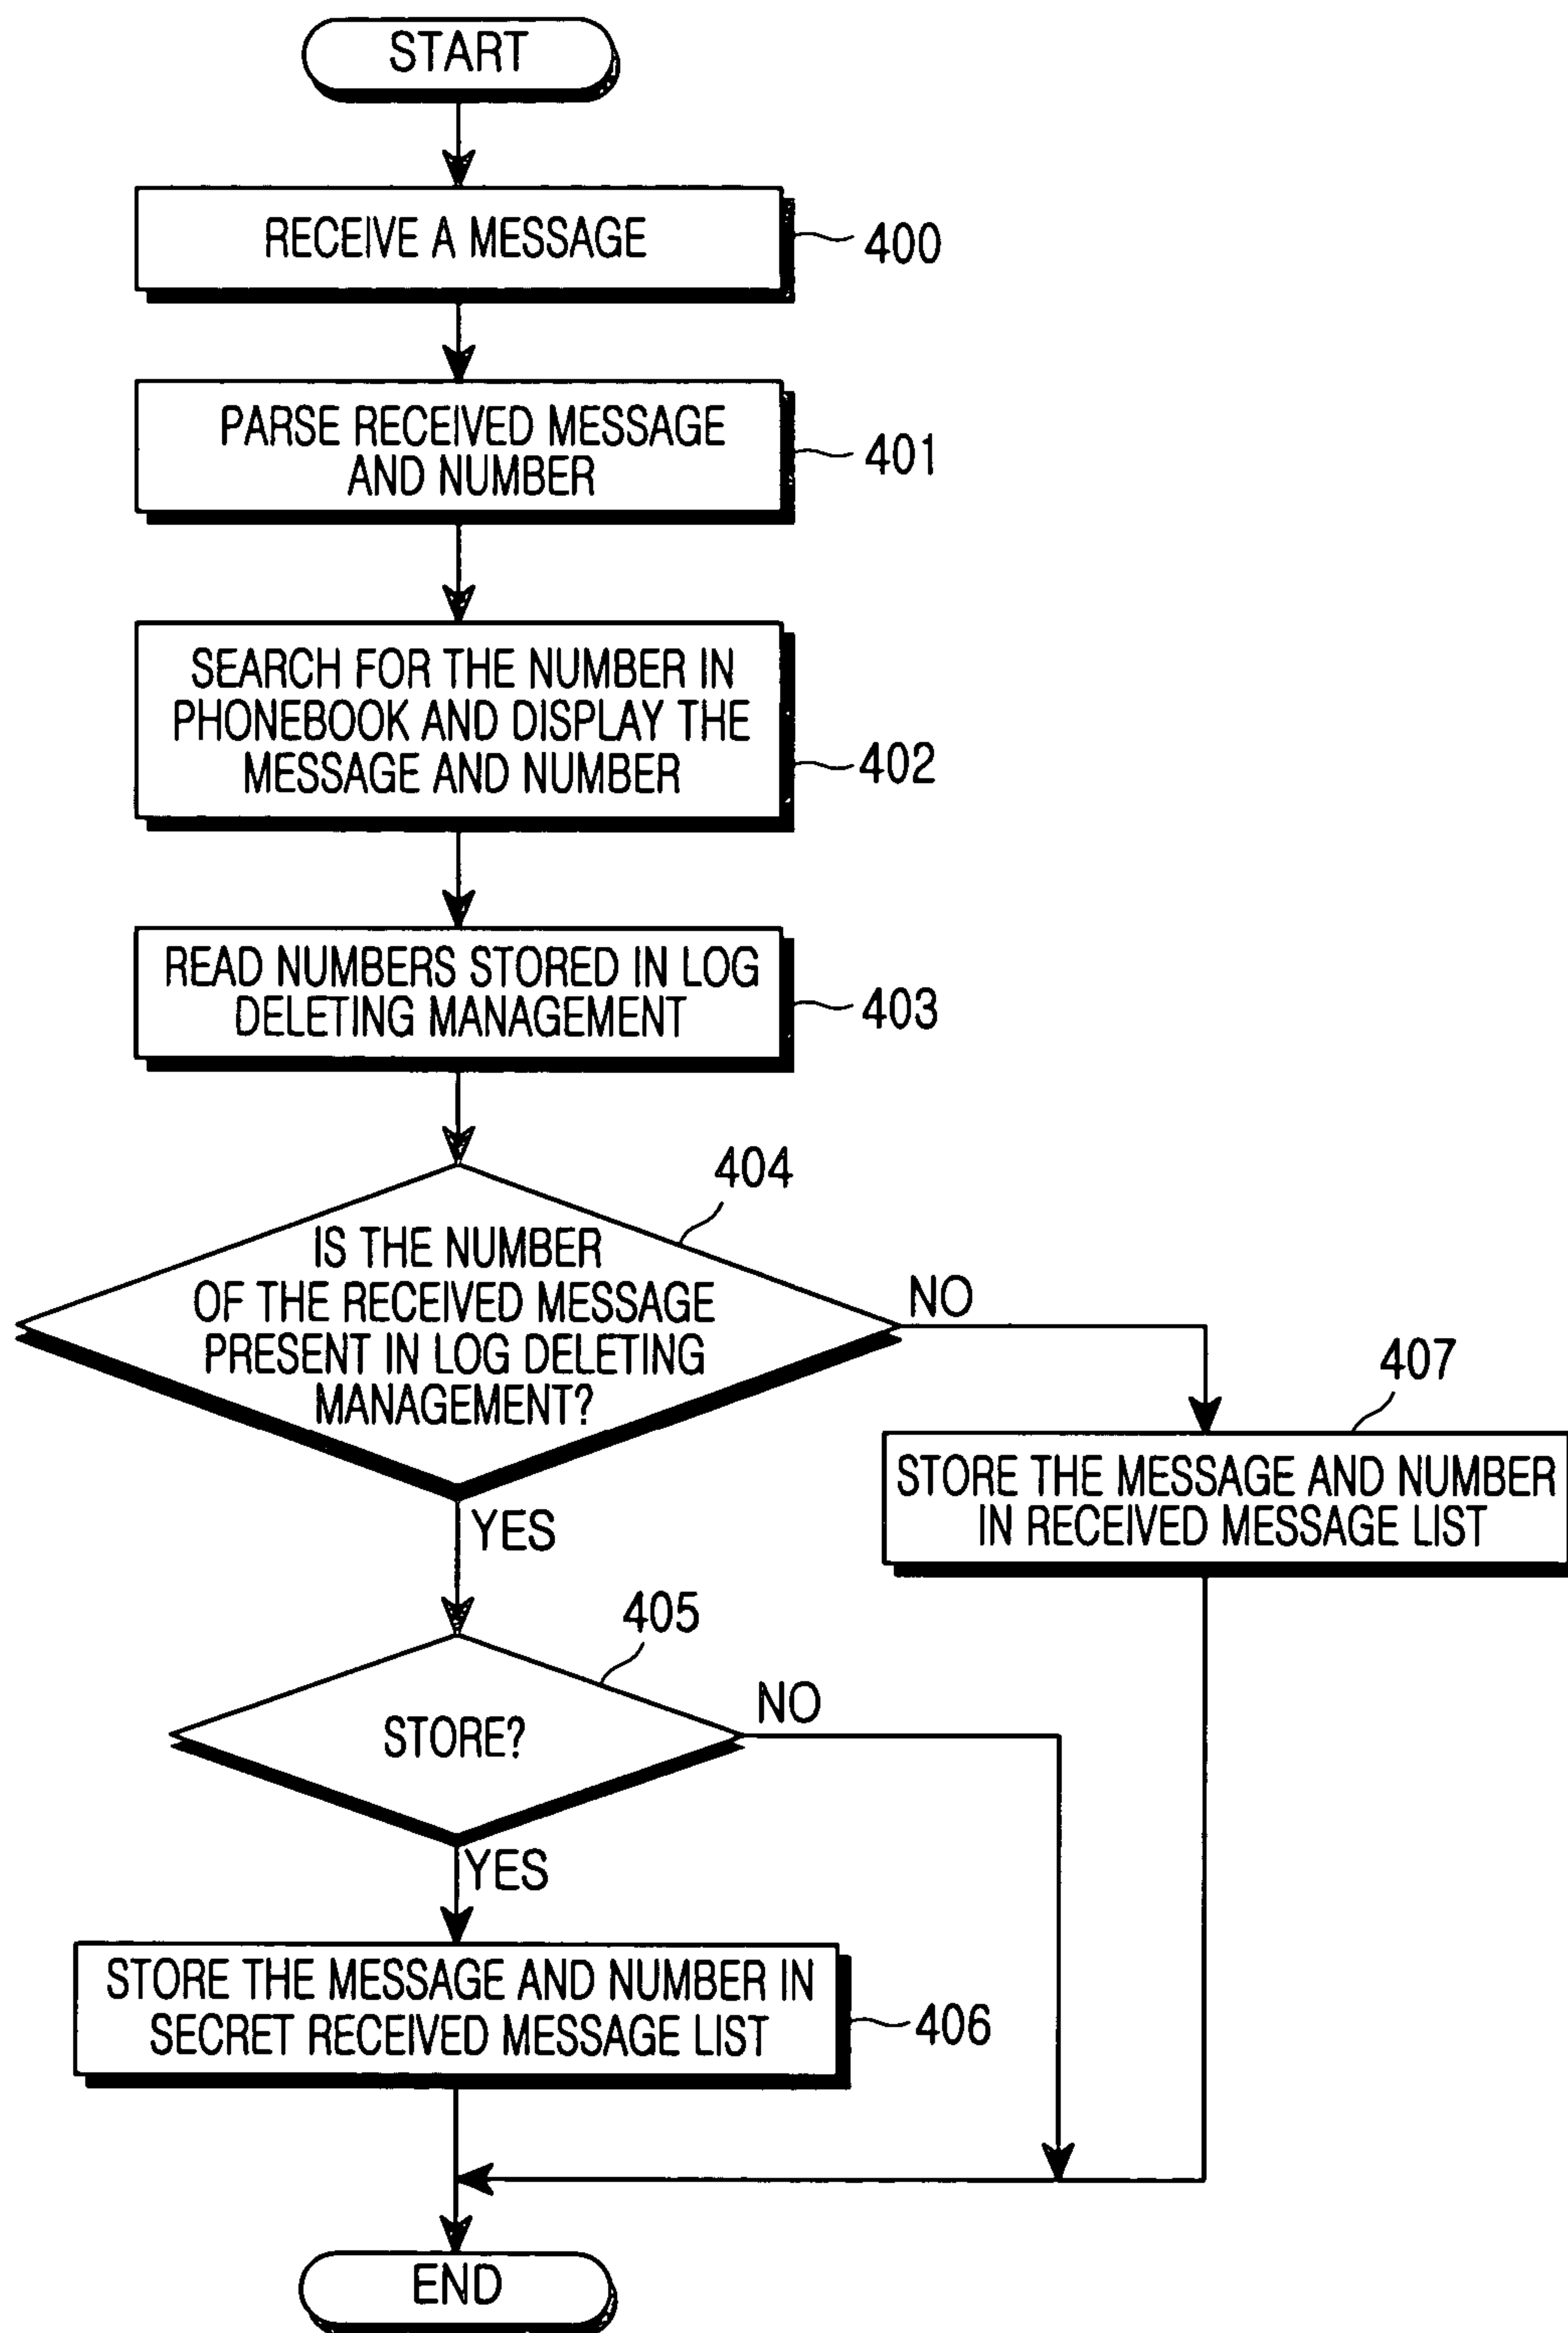 START
RECEIVE A MESSAGE
400
PARSE RECEIVED MESSAGE
AND NUMBER
401
SEARCH FOR THE NUMBER IN
PHONEBOOK AND DISPLAY THE
MESSAGE AND NUMBER
402
READ NUMBERS STORED IN LOG
DELETING MANAGEMENT
403
404
IS THE NUMBER
OF THE RECEIVED MESSAGE
PRESENT IN LOG DELETING
MANAGEMENT?
NO
YES
407
STORE THE MESSAGE AND NUMBER
IN RECEIVED MESSAGE LIST
405
STORE?
NO
YES
STORE THE MESSAGE AND NUMBER IN
SECRET RECEIVED MESSAGE LIST
406
END